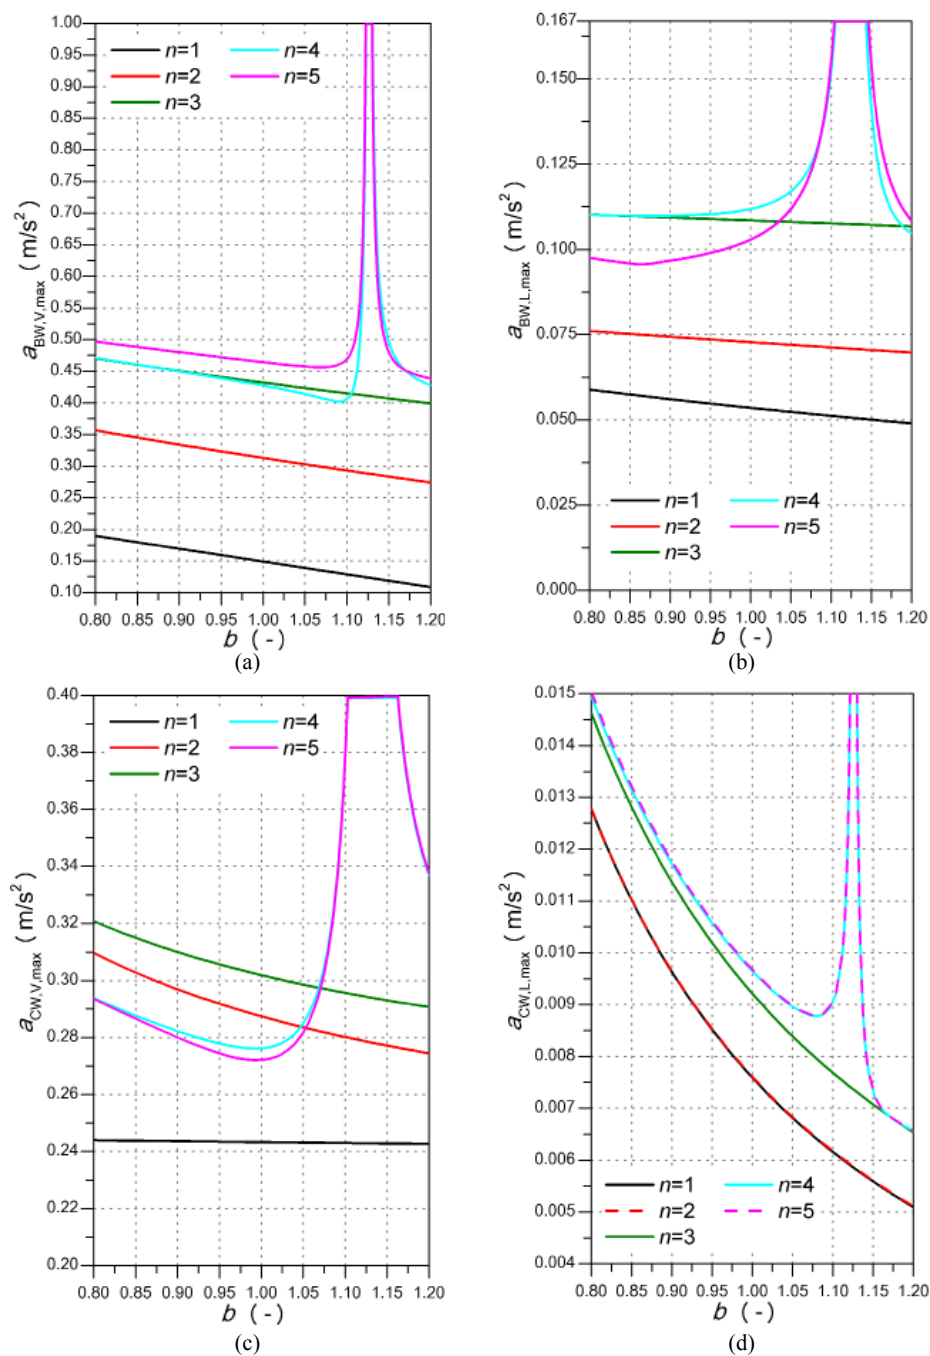 1.00
0.95
0.90
0.85
0.80
0.75
0.70
0.65
0.60
0.55
0.50
0.45
0.40
0.35
0.30
0.25
0.20
0.15
0.10
a_BW,V,max (m/s²)
n=1 n=4
n=2 n=5
n=3
0.80 0.85 0.90 0.95 1.00 1.05 1.10 1.15 1.20
b (-)
(a)
0.167
0.150
0.125
0.100
0.075
0.050
0.025
0.000
a_BW,L,max (m/s²)
n=1 n=4
n=2 n=5
n=3
0.80 0.85 0.90 0.95 1.00 1.05 1.10 1.15 1.20
b (-)
(b)
0.40
0.38
0.36
0.34
0.32
0.30
0.28
0.26
0.24
0.22
0.20
a_CW,V,max (m/s²)
n=1 n=4
n=2 n=5
n=3
0.80 0.85 0.90 0.95 1.00 1.05 1.10 1.15 1.20
b (-)
(c)
0.015
0.014
0.013
0.012
0.011
0.010
0.009
0.008
0.007
0.006
0.005
0.004
a_CW,L,max (m/s²)
n=1 n=4
n=2 n=5
n=3
0.80 0.85 0.90 0.95 1.00 1.05 1.10 1.15 1.20
b (-)
(d)